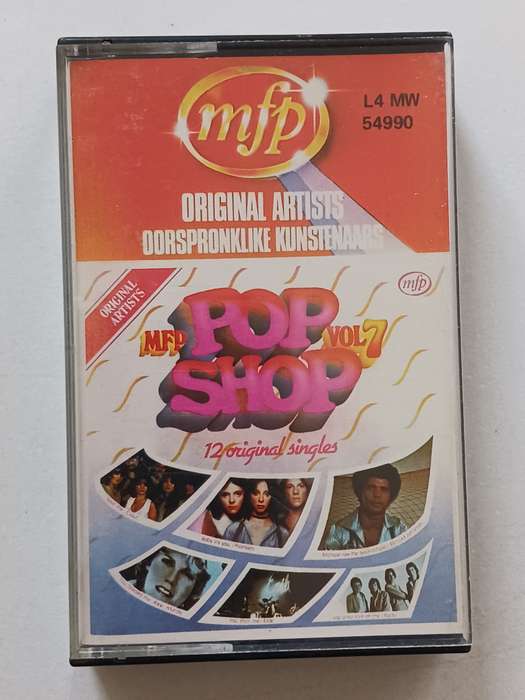 mfp
L4 MW
54990
ORIGINAL ARTISTS
OORSPRONKLIKE KUNSTENAARS
ORIGINAL
ARTISTS
mfp
MFP POP VOL 7
SHOP
12 original singles